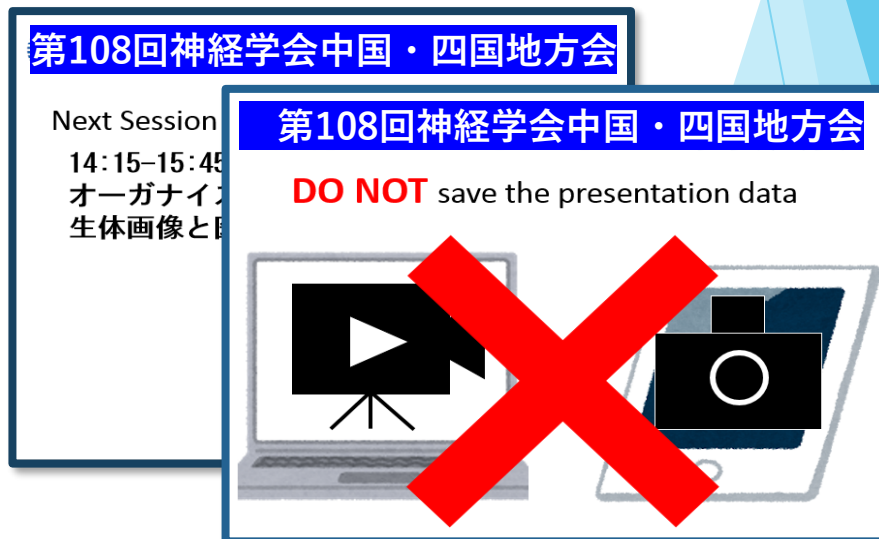 第108回神経学会中国・四国地方会
Next Session
14:15-15:45
オーガナイズ
生体画像と
第108回神経学会中国・四国地方会
DO NOT save the presentation data